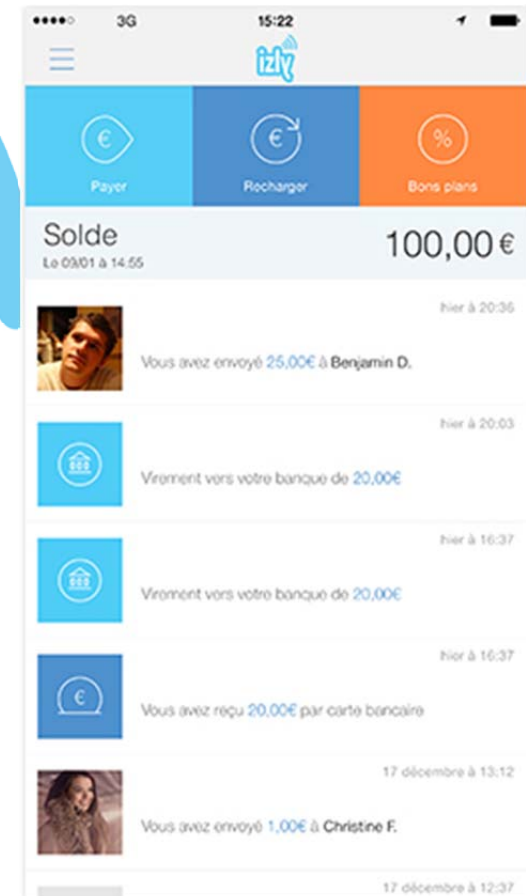 3G 15:22
izly
€ € %
Payer Recharger Bons plans
Solde
Le 09/01 à 14:55
100,00 €
hier à 20:36
Vous avez envoyé 25,00€ à Benjamin D.
hier à 20:03
Virement vers votre banque de 20,00€
hier à 16:37
Virement vers votre banque de 20,00€
hier à 16:37
€
Vous avez reçu 20,00€ par carte bancaire
17 décembre à 13:12
Vous avez envoyé 1,00€ à Christine F.
17 décembre à 12:37